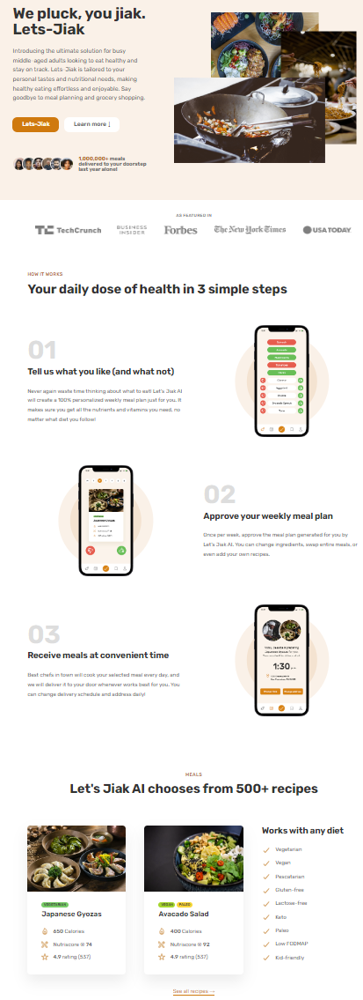 We pluck, you jiak.
Lets-Jiak
Introducing the ultimate solution for busy
middle-aged adults looking to eat healthy and
stay on track. Lets-Jiak is tailored to your
personal tastes and nutritional needs, making
healthy eating effortless and enjoyable. Say
goodbye to meal planning and grocery shopping.
Lets-Jiak
Learn more ↓
1,000,000+ meals
delivered to your doorstep
last year alone!
AS FEATURED IN
TechCrunch
BUSINESS
INSIDER
Forbes
The New York Times
USA TODAY
HOW IT WORKS
Your daily dose of health in 3 simple steps
01
Tell us what you like (and what not)
Never again waste time thinking about what to eat! Let's Jiak AI
will create a 100% personalized weekly meal plan just for you. It
makes sure you get all the nutrients and vitamins you need, no
matter what diet you follow!
02
Approve your weekly meal plan
Once per week, approve the meal plan generated for you by
Let's Jiak AI. You can change ingredients, swap entire meals, or
even add your own recipes.
03
Receive meals at convenient time
Best chefs in town will cook your selected meal every day, and
we will deliver it to your door whenever works best for you. You
can change delivery schedule and address daily!
1:30
MEALS
Let's Jiak AI chooses from 500+ recipes
VEGETARIAN
Japanese Gyozas
650 Calories
Nutriscore ® 74
4.9 rating (537)
VEGAN PALEO
Avacado Salad
400 Calories
Nutriscore ® 92
4.9 rating (537)
Works with any diet
Vegetarian
Vegan
Pescatarian
Gluten-free
Lactose-free
Keto
Paleo
Low FODMAP
Kid-friendly
See all recipes →